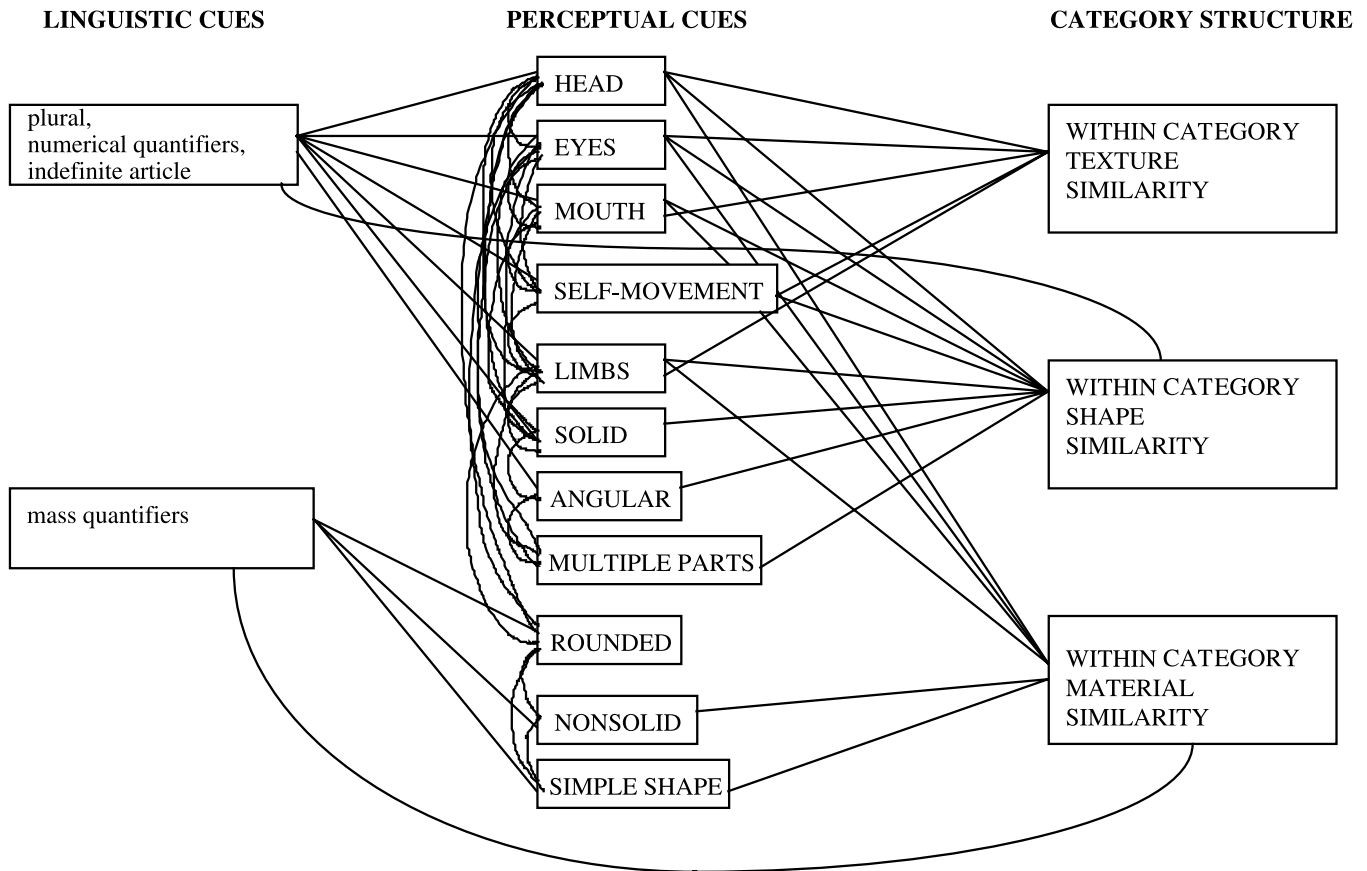 LINGUISTIC CUES
PERCEPTUAL CUES
CATEGORY STRUCTURE
plural,
numerical quantifiers,
indefinite article
mass quantifiers
HEAD
EYES
MOUTH
SELF-MOVEMENT
LIMBS
SOLID
ANGULAR
MULTIPLE PARTS
ROUNDED
NONSOLID
SIMPLE SHAPE
WITHIN CATEGORY
TEXTURE
SIMILARITY
WITHIN CATEGORY
SHAPE
SIMILARITY
WITHIN CATEGORY
MATERIAL
SIMILARITY